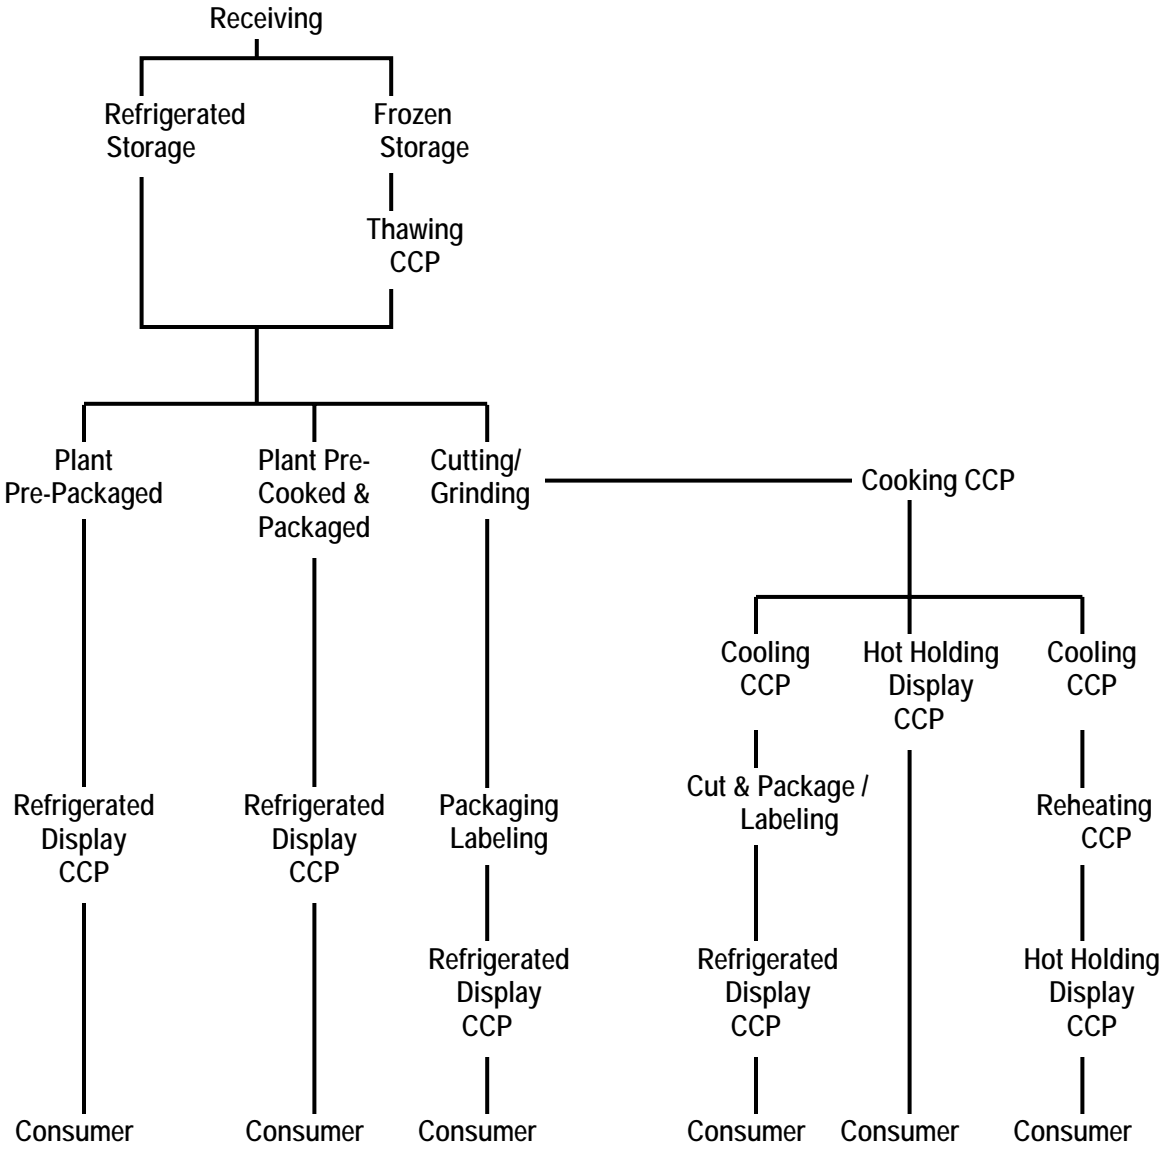 Receiving
Refrigerated
Storage
Frozen
Storage
Thawing
CCP
Plant
Pre-Packaged
Plant Pre-
Cooked &
Packaged
Cutting/
Grinding
Cooking CCP
Cooling
CCP
Hot Holding
Display
CCP
Cooling
CCP
Refrigerated
Display
CCP
Refrigerated
Display
CCP
Packaging
Labeling
Cut & Package /
Labeling
Reheating
CCP
Refrigerated
Display
CCP
Refrigerated
Display
CCP
Hot Holding
Display
CCP
Consumer
Consumer
Consumer
Consumer
Consumer
Consumer